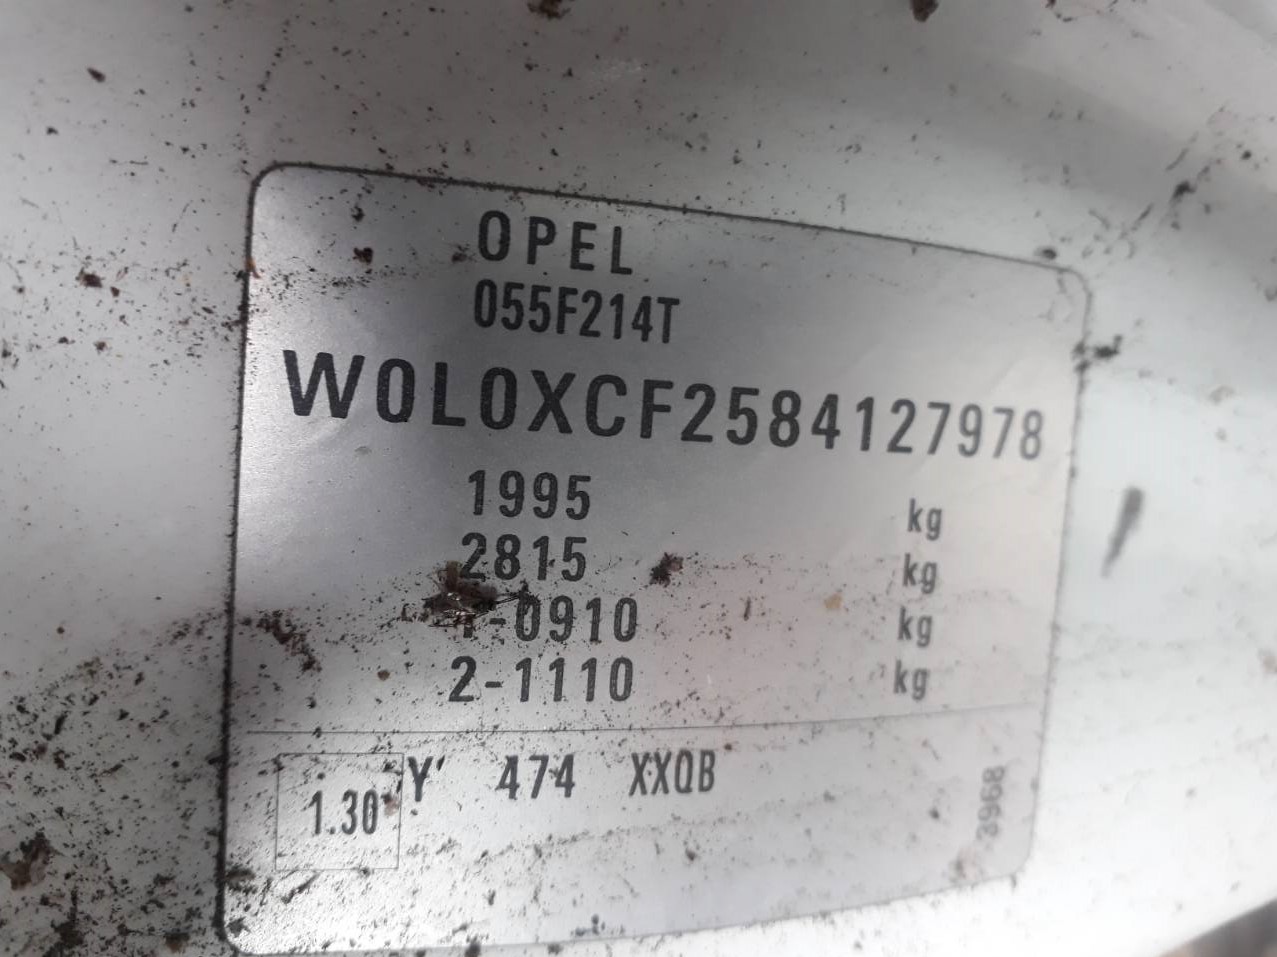 OPEL
055F214T
W0L0XCF2584127978
1995 kg
2815 kg
1-0910 kg
2-1110 kg
1.30 Y' 474 XXQB
3968